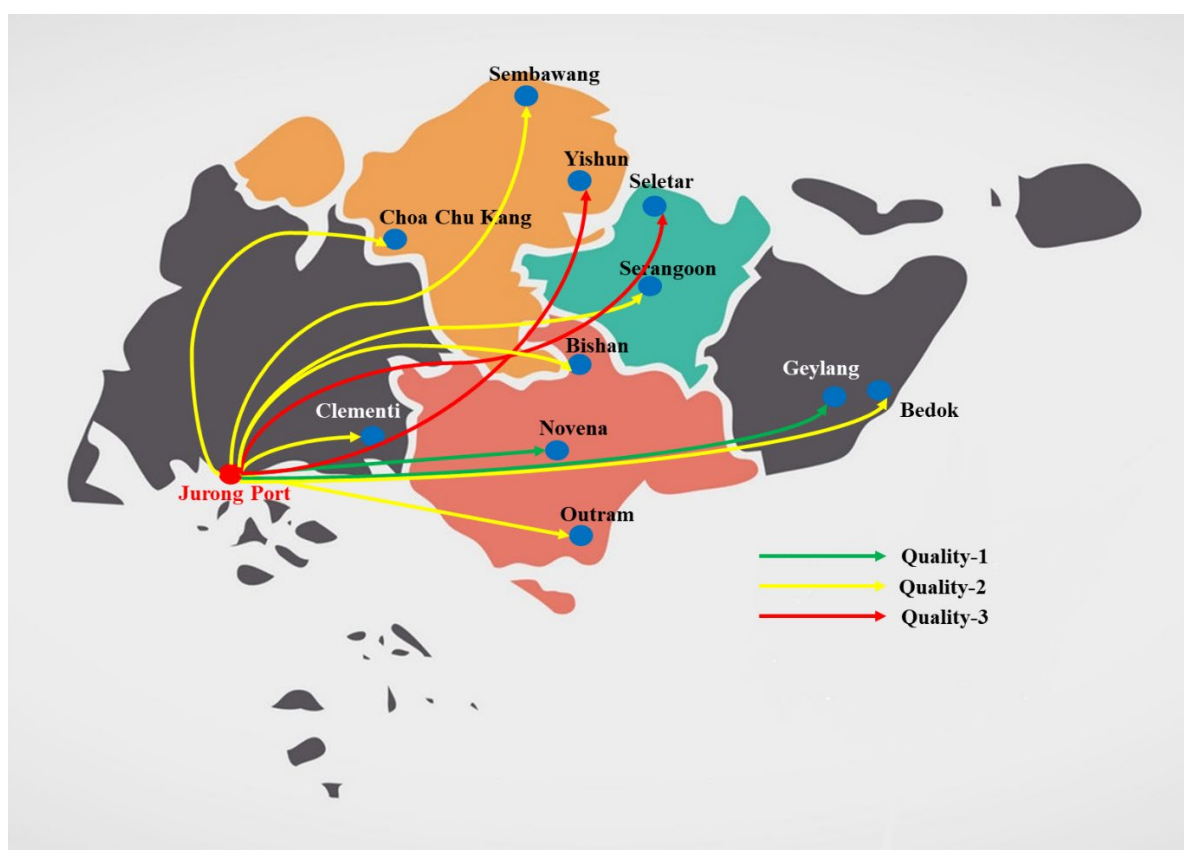 Sembawang
Yishun
Seletar
Choa Chu Kang
Serangoon
Bishan
Geylang
Clementi
Bedok
Novena
Jurong Port
Outram
Quality-1
Quality-2
Quality-3